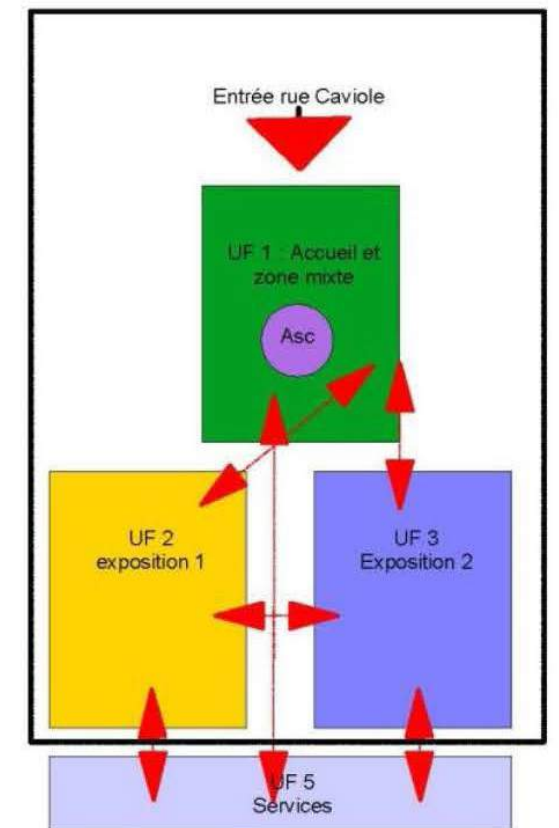 Entrée rue Caviole
UF 1 : Accueil et
zone mixte
Asc
UF 2
exposition 1
UF 3
Exposition 2
UF 5
Services